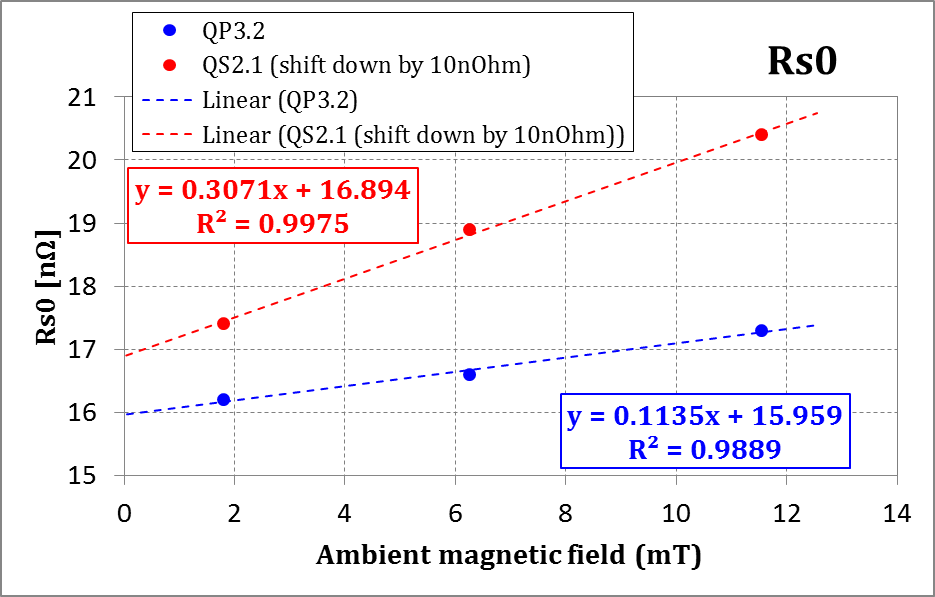 QP3.2
QS2.1 (shift down by 10nOhm)
Linear (QP3.2)
Linear (QS2.1 (shift down by 10nOhm))
Rs0
21
20
19
18
17
16
15
Rs0 [nΩ]
y = 0.3071x + 16.894
R² = 0.9975
y = 0.1135x + 15.959
R² = 0.9889
0 2 4 6 8 10 12 14
Ambient magnetic field (mT)